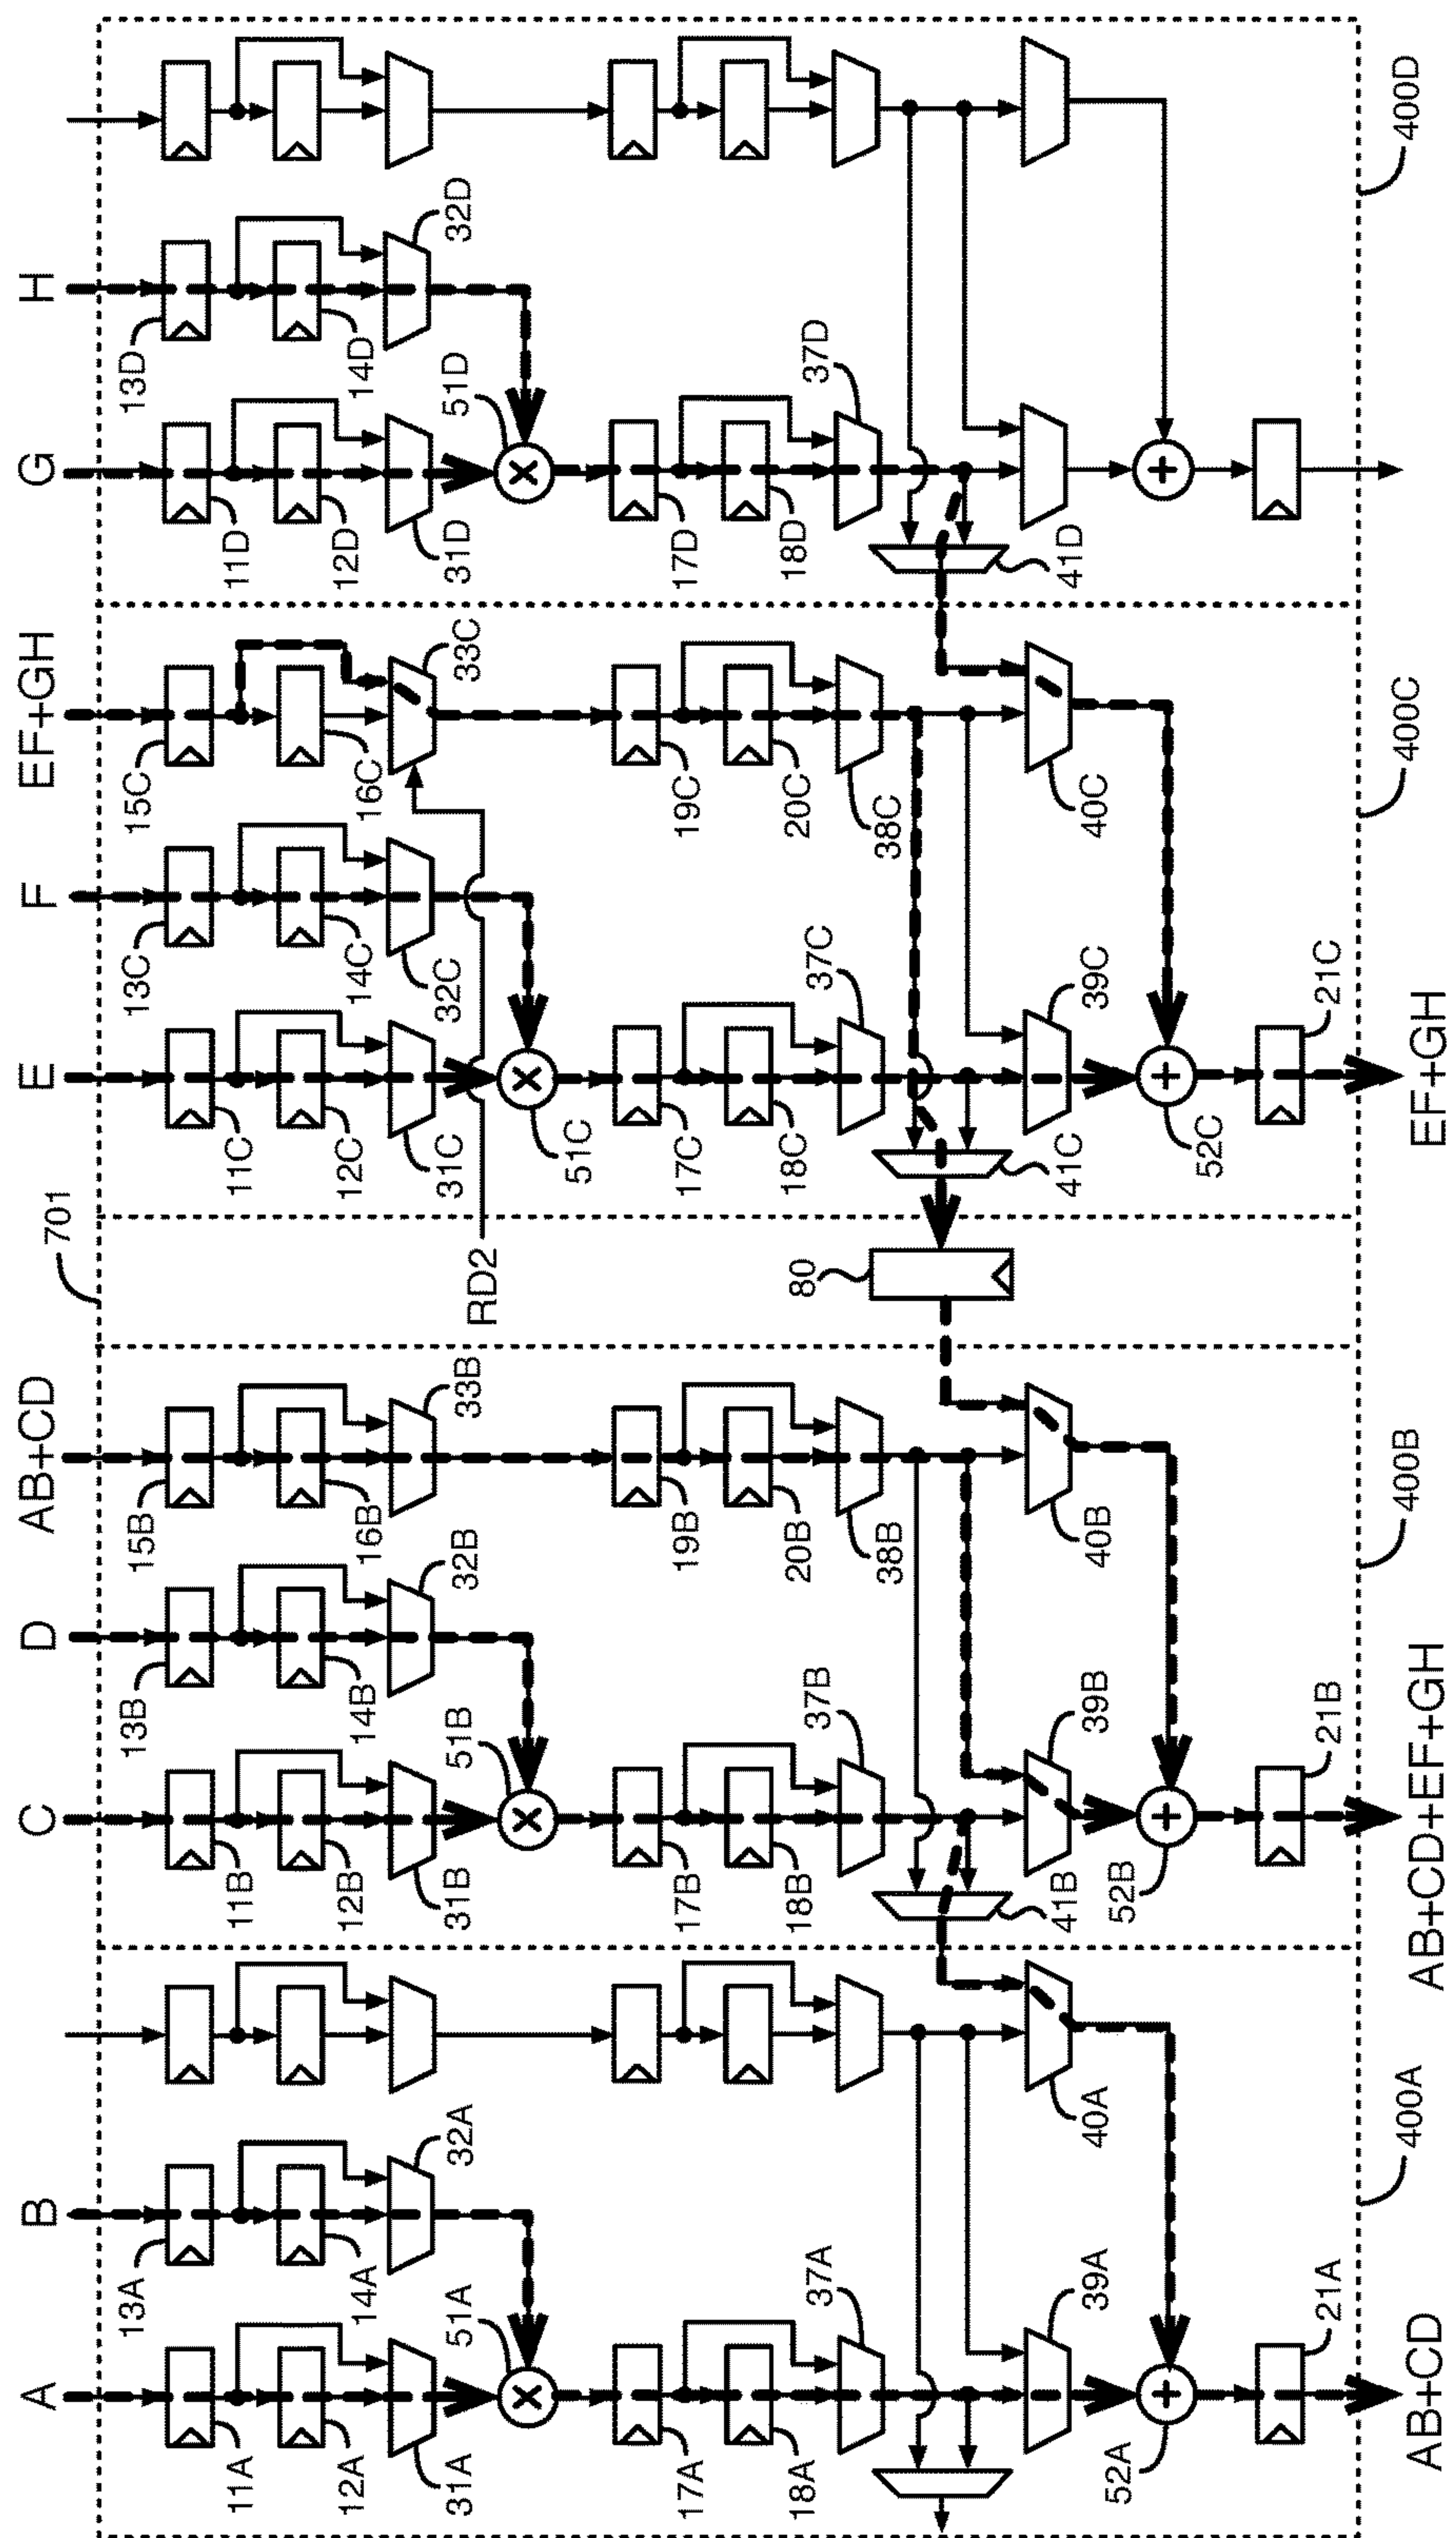 A
B
C
D
AB+CD
E
F
EF+GH
G
H
701
13A
13B
15B
13C
15C
13D
11A
11B
11C
11D
12A
14A
12B
14B
16B
12C
14C
16C
12D
14D
31A
51A
32A
31B
51B
32B
33B
RD2
31C
32C
33C
31D
51D
32D
51C
17A
17B
19B
17C
19C
17D
18A
37A
18B
37B
20B
80
18C
37C
20C
18D
37D
38B
38C
39A
40A
41B
39B
40B
41C
39C
40C
41D
52A
52B
52C
21A
21B
21C
400A
400B
400C
400D
AB+CD
AB+CD+EF+GH
EF+GH